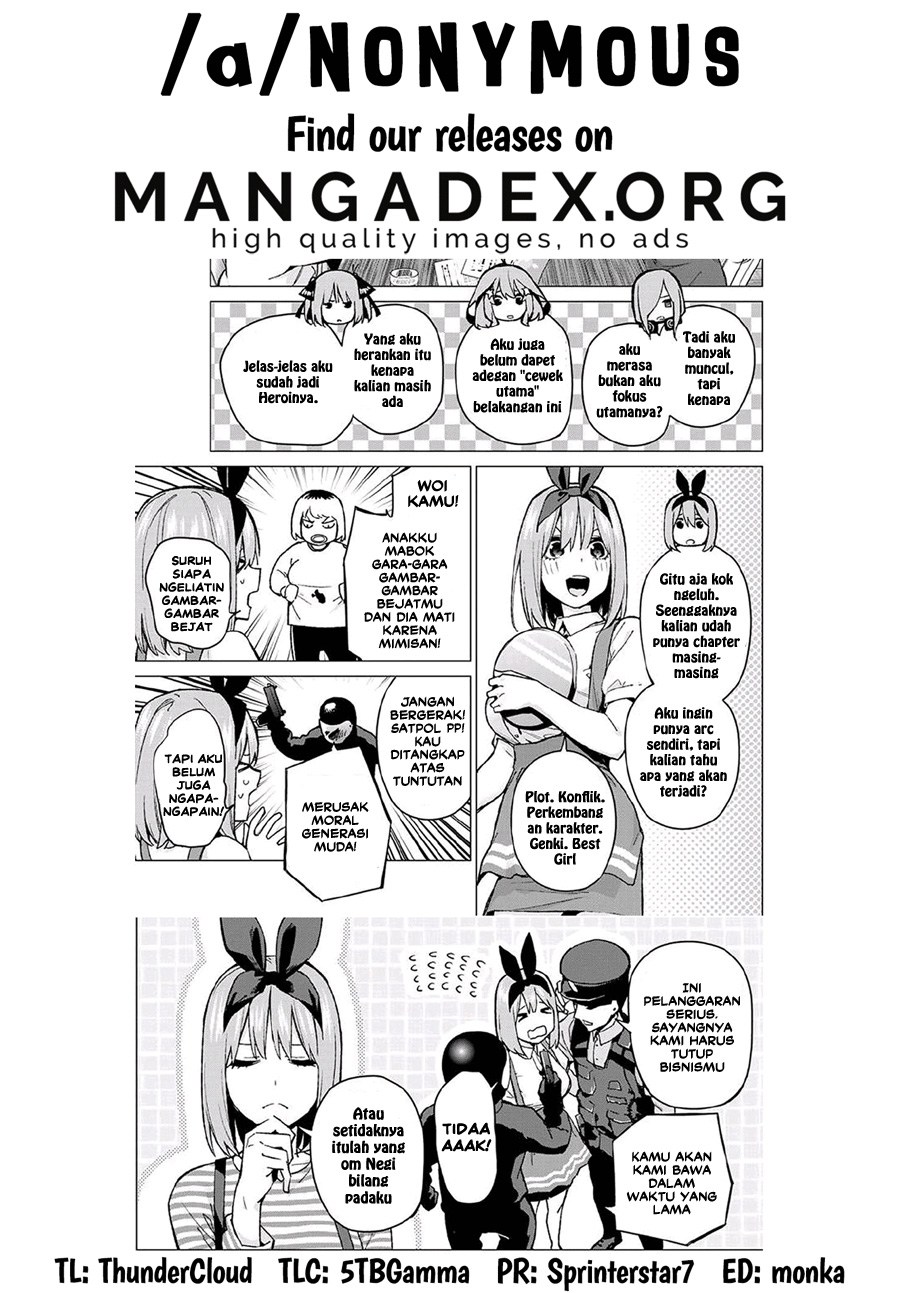 /a/NONYMOUS
Find our releases on
MANGADEX.ORG
high quality images, no ads
Tadi aku
banyak
muncul,
tapi
kenapa
aku
merasa
bukan aku
fokus
utamanya?
Aku juga
belum dapet
adegan "cewek
utama"
belakangan ini
Yang aku
herankan itu
kenapa
kalian masih
ada
Jelas-jelas aku
sudah jadi
Heroinya.
Gitu aja kok
ngeluh.
Seenggaknya
kalian udah
punya chapter
masing-
masing
Aku ingin
punya arc
sendiri, tapi
kalian tahu
apa yang akan
terjadi?
Plot. Konflik.
Perkembang
an karakter.
Genki. Best
Girl
WOI
KAMU!
ANAKKU
MABOK
GARA-GARA
GAMBAR-
GAMBAR
BEJATMU
DAN DIA MATI
KARENA
MIMISAN!
SURUH
SIAPA
NGELIATIN
GAMBAR-
GAMBAR
BEJAT
JANGAN
BERGERAK!
SATPOL PP!
KAU
DITANGKAP
ATAS
TUNTUTAN
MERUSAK
MORAL
GENERASI
MUDA!
TAPI AKU
BELUM
JUGA
NGAPA-
NGAPAIN!
INI
PELANGGARAN
SERIUS.
SAYANGNYA
KAMI HARUS
TUTUP
BISNISMU
KAMU AKAN
KAMI BAWA
DALAM
WAKTU YANG
LAMA
TIDAA
AAAK!
Atau
setidaknya
itulah yang
om Negi
bilang
padaku
TL: ThunderCloud TLC: 5TBGamma PR: Sprinterstar7 ED: monka